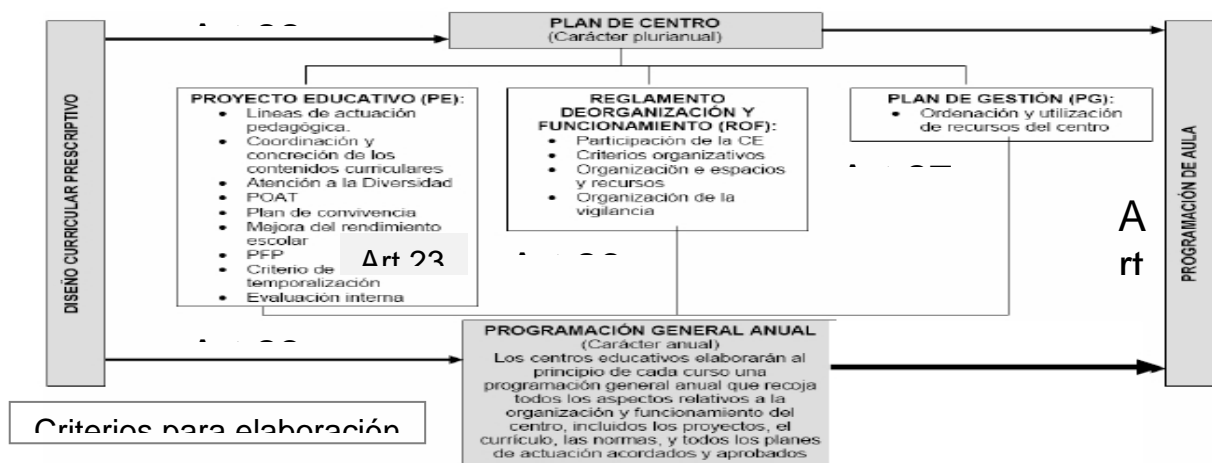 PLAN DE CENTRO
(Carácter plurianual)
DISEÑO CURRICULAR PRESCRIPTIVO
PROYECTO EDUCATIVO (PE):
• Líneas de actuación
pedagógica.
• Coordinación y
concreción de los
contenidos curriculares
• Atención a la Diversidad
• POAT
• Plan de convivencia
• Mejora del rendimiento
escolar
• PFP
• Criterio de
temporalización
• Evaluación interna
Art 23
REGLAMENTO
DEORGANIZACIÓN Y
FUNCIONAMIENTO (ROF):
• Participación de la CE
• Criterios organizativos
• Organización e espacios
y recursos
• Organización de la
vigilancia
PLAN DE GESTIÓN (PG):
• Ordenación y utilización
de recursos del centro
A
rt
PROGRAMACIÓN DE AULA
PROGRAMACIÓN GENERAL ANUAL
(Carácter anual)
Los centros educativos elaborarán al
principio de cada curso una
programación general anual que recoja
todos los aspectos relativos a la
organización y funcionamiento del
centro, incluidos los proyectos, el
currículo, las normas, y todos los planes
de actuación acordados y aprobados
Criterios para elaboración